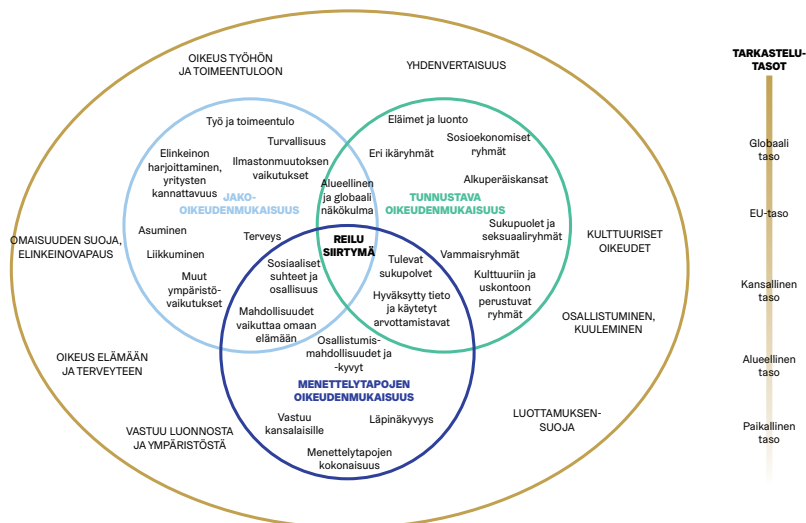 OIKEUS TYÖHÖN
JA TOIMEENTULOON
YHDENVERTAISUUS
Työ ja toimeentulo
Turvallisuus
Elinkeinon
harjoittaminen,
yritysten
kannattavuus
Ilmastonmuutoksen
vaikutukset
JAKO-
OIKEUDENMUKAISUUS
Asuminen
Terveys
Liikkuminen
Muut
ympäristö-
vaikutukset
Alueellinen
ja globaali
näkökulma
Eläimet ja luonto
Sosioekonomiset
ryhmät
Eri ikäryhmät
Alkuperäiskansat
TUNNUSTAVA
OIKEUDENMUKAISUUS
Sukupuolet ja
seksuaaliryhmät
Vammaisryhmät
Kulttuuriin ja
uskontoon
perustuvat
ryhmät
REILU
SIIRTYMÄ
Sosiaaliset
suhteet ja
osallisuus
Mahdollisuudet
vaikuttaa omaan
elämään
Tulevat
sukupolvet
Hyväksytty tieto
ja käytetyt
arvottamistavat
Osallistumis-
mahdollisuudet ja
-kyvyt
MENETTELYTAPOJEN
OIKEUDENMUKAISUUS
Vastuu
kansalaisille
Läpinäkyvyys
Menettelytapojen
kokonaisuus
OMAISUUDEN SUOJA,
ELINKEINOVAPAUS
KULTTUURISET
OIKEUDET
OSALLISTUMINEN,
KUULEMINEN
OIKEUS ELÄMÄÄN
JA TERVEYTEEN
VASTUU LUONNOSTA
JA YMPÄRISTÖSTÄ
LUOTTAMUKSEN-
SUOJA
TARKASTELU-
TASOT
Globaali
taso
EU-taso
Kansallinen
taso
Alueellinen
taso
Paikallinen
taso